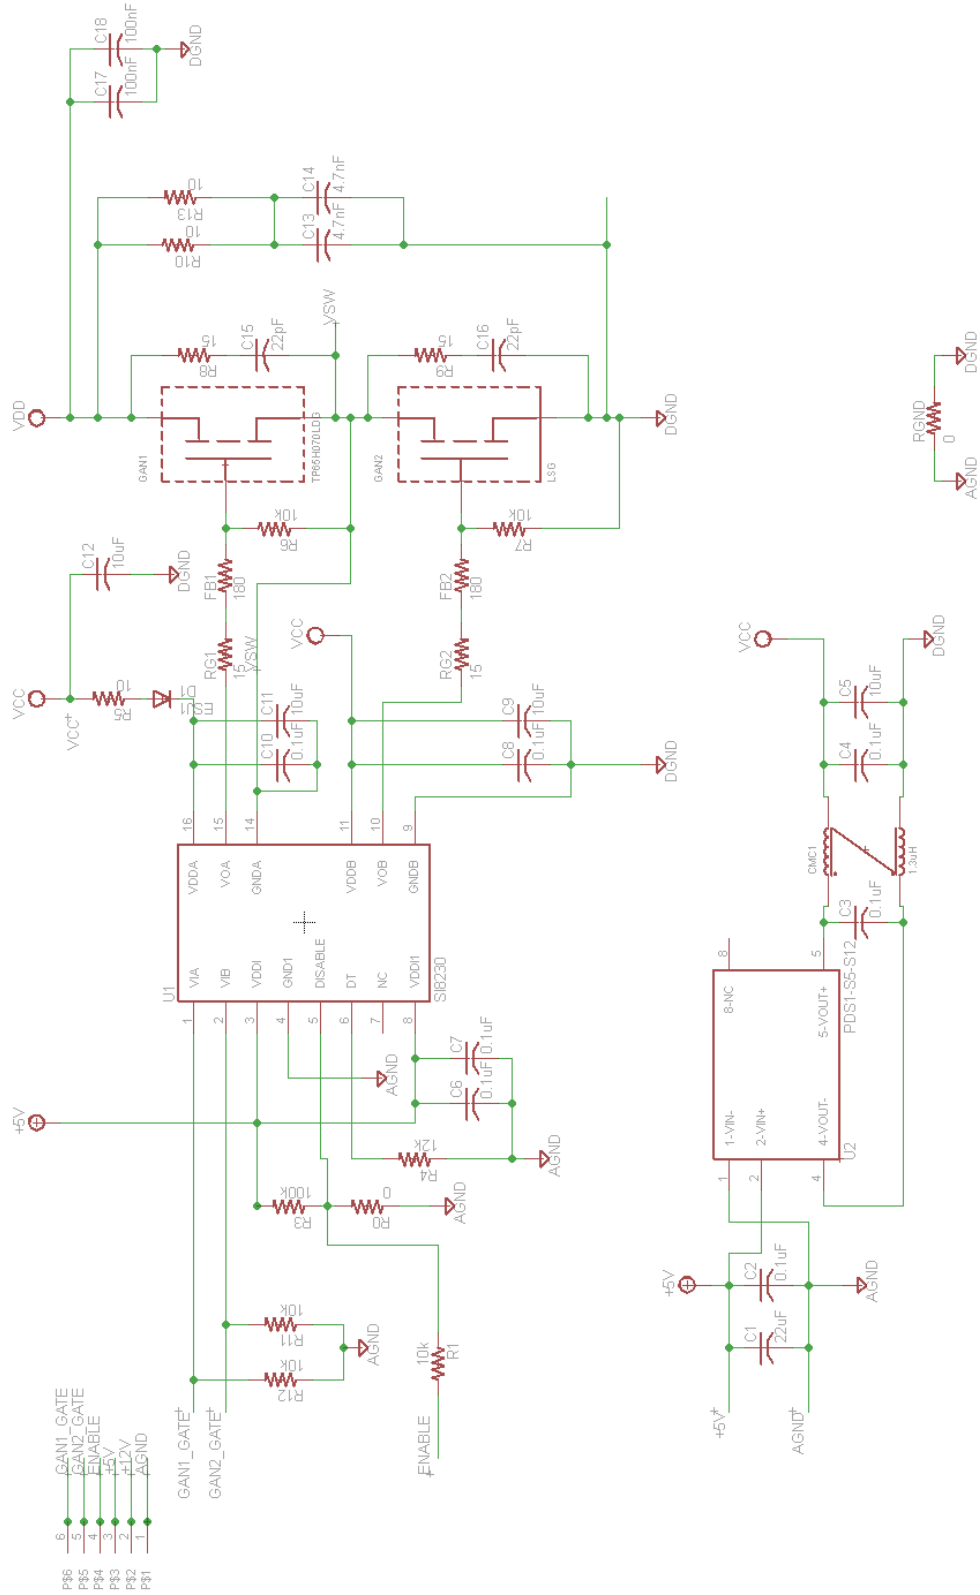 C18
100nF
C17
100nF
DGND
R13
10
R10
10
C14
4.7nF
C13
4.7nF
VDD
R8
15
C15
22pF
VSW
R9
15
C16
22pF
GAN1
TP65H070LDG
GAN2
LSG
DGND
DGND
RGND
0
AGND
R6
10k
R7
10k
C12
10uF
DGND
FB1
180
FB2
180
VCC
VCC
R5
10
D1
ES1J
RG1
15
VSW
VCC
RG2
15
C11
10uF
C10
0.1uF
C9
10uF
C8
0.1uF
DGND
VCC
DGND
C5
10uF
C4
0.1uF
CMC1
1.3uH
C3
0.1uF
16
15
14
11
10
9
VDDA
VOA
GNDA
VDDB
VOB
GNDB
U1
VIA
VIB
VDDI
GND1
DISABLE
DT
NC
VDDI1
SI8230
1
2
3
4
5
6
7
8
8
5
8-NC
5-VOUT+
PDS1-S5-S12
1-VIN-
2-VIN+
4-VOUT-
U2
1
2
4
+5V
AGND
C7
0.1uF
C6
0.1uF
R4
12k
AGND
R3
100k
R0
0
AGND
R11
10k
R12
10k
AGND
R1
10k
+5V
C2
0.1uF
C1
22uF
AGND
+5V
AGND
GAN1_GATE
GAN2_GATE
ENABLE
GAN1_GATE
GAN2_GATE
ENABLE
+5V
+12V
AGND
6
5
4
3
2
1
P$6
P$5
P$4
P$3
P$2
P$1